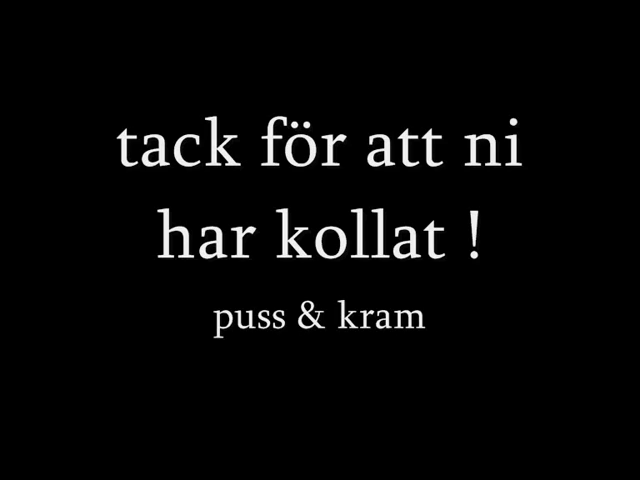 tack för att ni
har kollat !
puss & kram